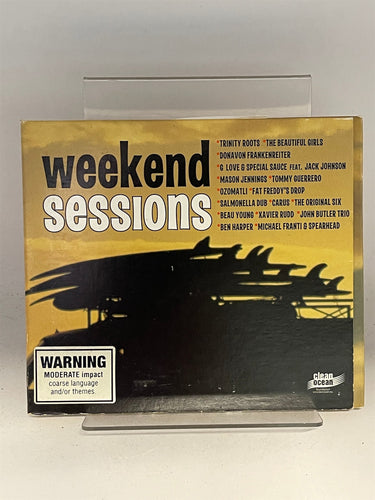 weekend
sessions
*TRINITY ROOTS *THE BEAUTIFUL GIRLS
*DONAVON FRANKENREITER
*G LOVE & SPECIAL SAUCE FEAT. JACK JOHNSON
*MASON JENNINGS *TOMMY GUERRERO
*OZOMATLI *FAT FREDDY'S DROP
*SALMONELLA DUB *CARUS *THE ORIGINAL SIX
*BEAU YOUNG *XAVIER RUDD *JOHN BUTLER TRIO
*BEN HARPER *MICHAEL FRANTI & SPEARHEAD
WARNING
MODERATE impact
coarse language
and/or themes
clean
ocean